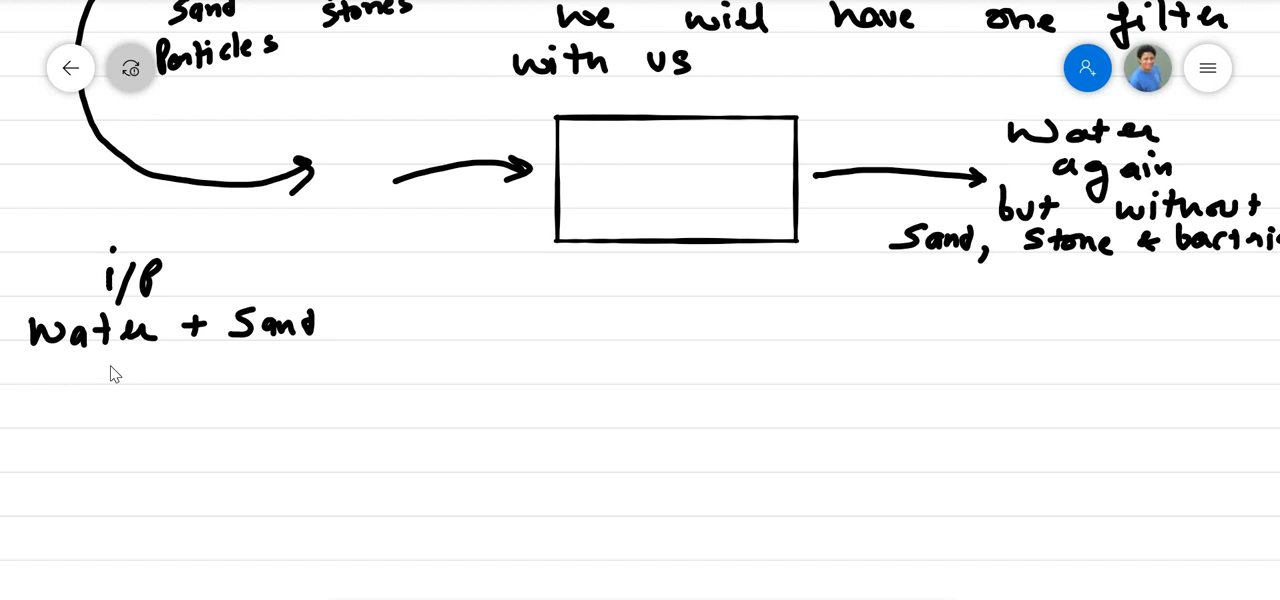 Sand stones
Particles
we will have one filter
with us
Water
again
but without
Sand, Stone &
i/p
Water + Sand